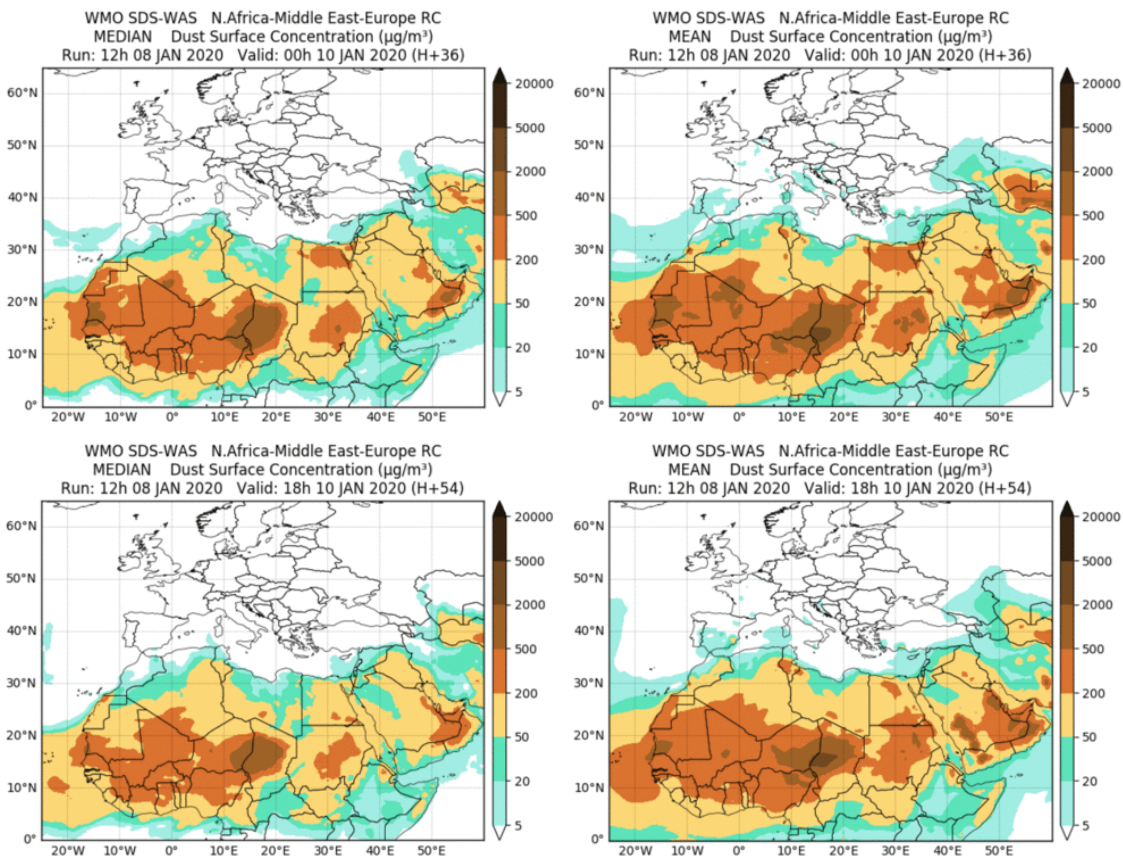 WMO SDS-WAS N.Africa-Middle East-Europe RC
MEDIAN Dust Surface Concentration (µg/m³)
Run: 12h 08 JAN 2020 Valid: 00h 10 JAN 2020 (H+36)
60°N
50°N
40°N
30°N
20°N
10°N
0°
20°W 10°W 0° 10°E 20°E 30°E 40°E 50°E
20000
5000
2000
500
200
50
20
5
WMO SDS-WAS N.Africa-Middle East-Europe RC
MEAN Dust Surface Concentration (µg/m³)
Run: 12h 08 JAN 2020 Valid: 00h 10 JAN 2020 (H+36)
60°N
50°N
40°N
30°N
20°N
10°N
0°
20°W 10°W 0° 10°E 20°E 30°E 40°E 50°E
20000
5000
2000
500
200
50
20
5
WMO SDS-WAS N.Africa-Middle East-Europe RC
MEDIAN Dust Surface Concentration (µg/m³)
Run: 12h 08 JAN 2020 Valid: 18h 10 JAN 2020 (H+54)
60°N
50°N
40°N
30°N
20°N
10°N
0°
20°W 10°W 0° 10°E 20°E 30°E 40°E 50°E
20000
5000
2000
500
200
50
20
5
WMO SDS-WAS N.Africa-Middle East-Europe RC
MEAN Dust Surface Concentration (µg/m³)
Run: 12h 08 JAN 2020 Valid: 18h 10 JAN 2020 (H+54)
60°N
50°N
40°N
30°N
20°N
10°N
0°
20°W 10°W 0° 10°E 20°E 30°E 40°E 50°E
20000
5000
2000
500
200
50
20
5